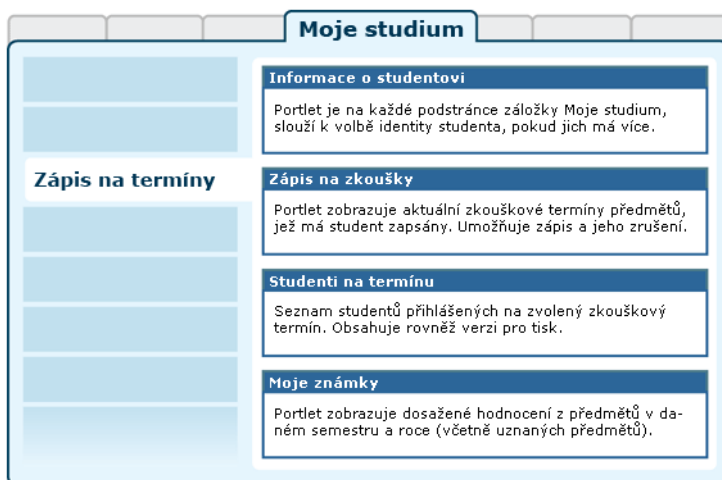 Moje studium
Zápis na termíny
Informace o studentovi
Portlet je na každé podstránce záložky Moje studium,
slouží k volbě identity studenta, pokud jich má více.
Zápis na zkoušky
Portlet zobrazuje aktuální zkouškové termíny předmětů,
jež má student zapsány. Umožňuje zápis a jeho zrušení.
Studenti na termínu
Seznam studentů přihlášených na zvolený zkouškový
termín. Obsahuje rovněž verzi pro tisk.
Moje známky
Portlet zobrazuje dosažené hodnocení z předmětů v da-
ném semestru a roce (včetně uznaných předmětů).